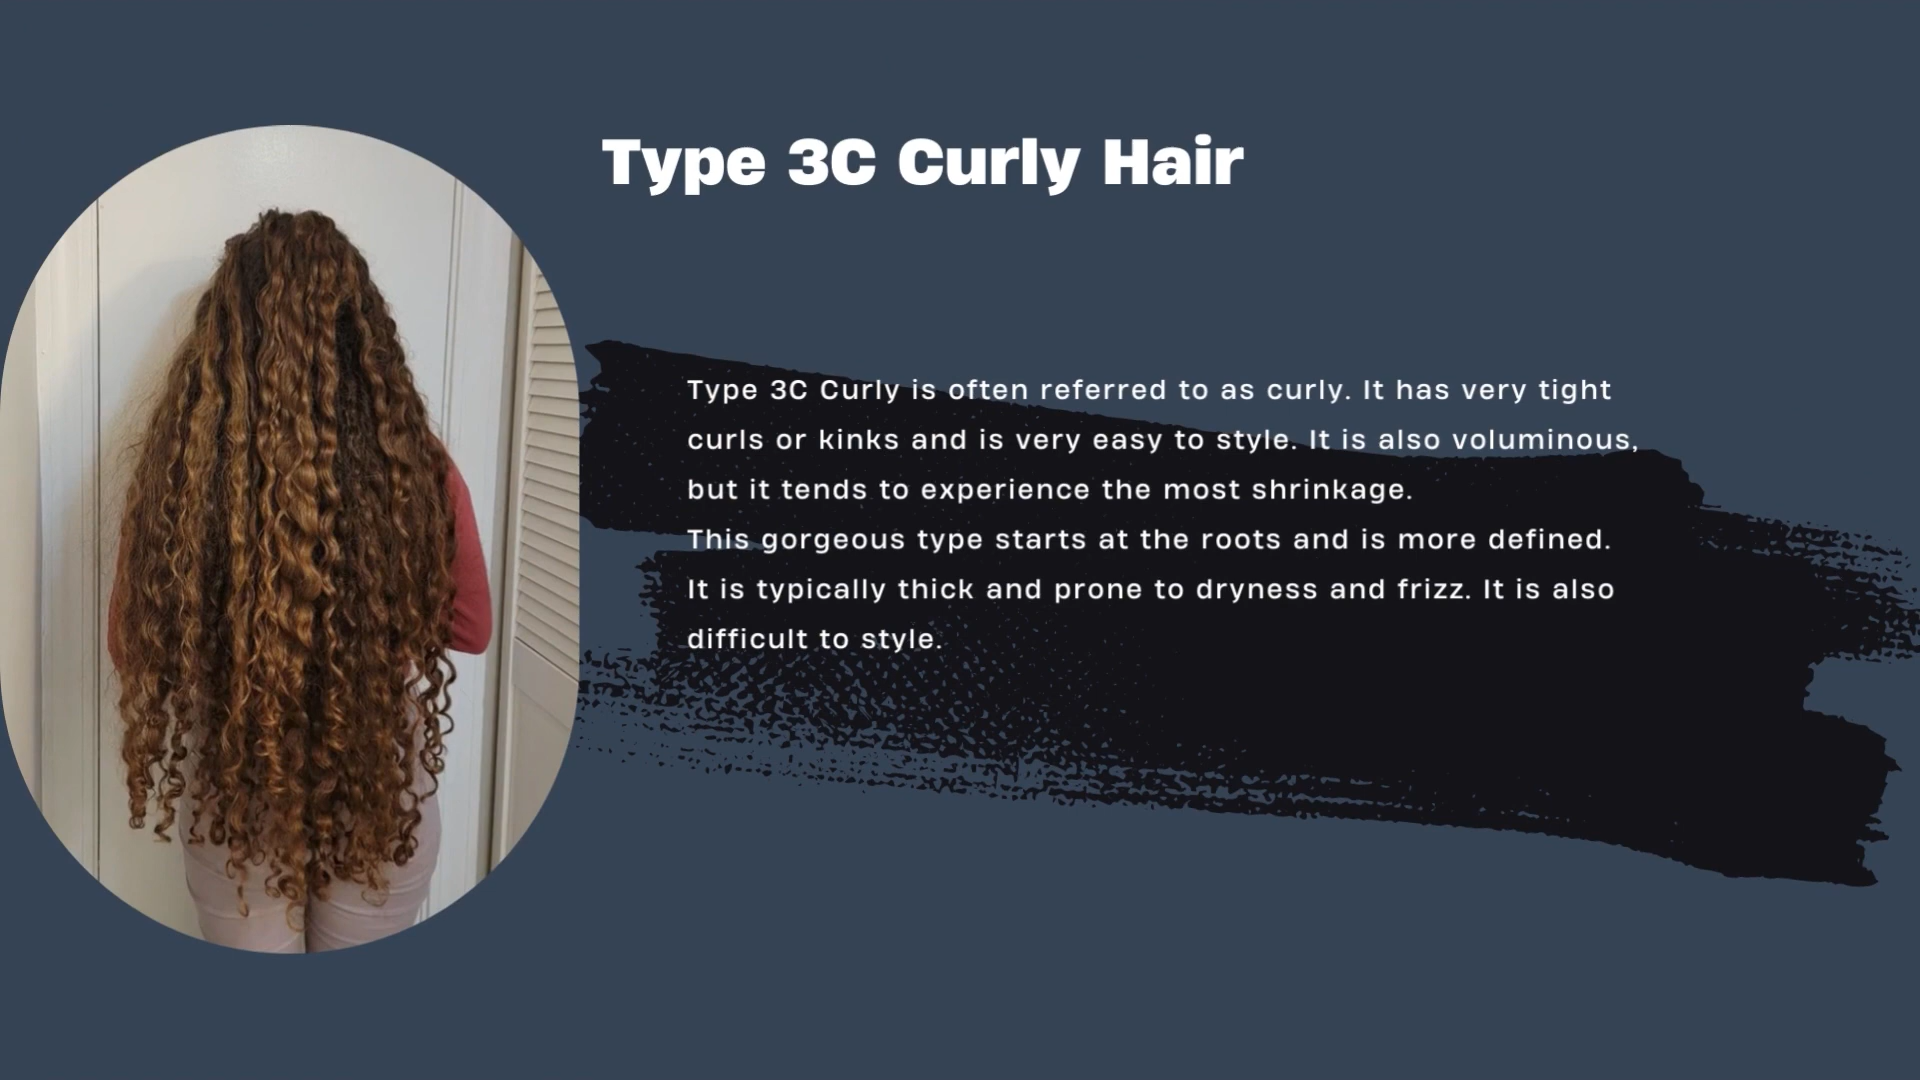 Type 3C Curly Hair
Type 3C Curly is often referred to as curly. It has very tight
curls or kinks and is very easy to style. It is also voluminous,
but it tends to experience the most shrinkage.
This gorgeous type starts at the roots and is more defined.
It is typically thick and prone to dryness and frizz. It is also
difficult to style.